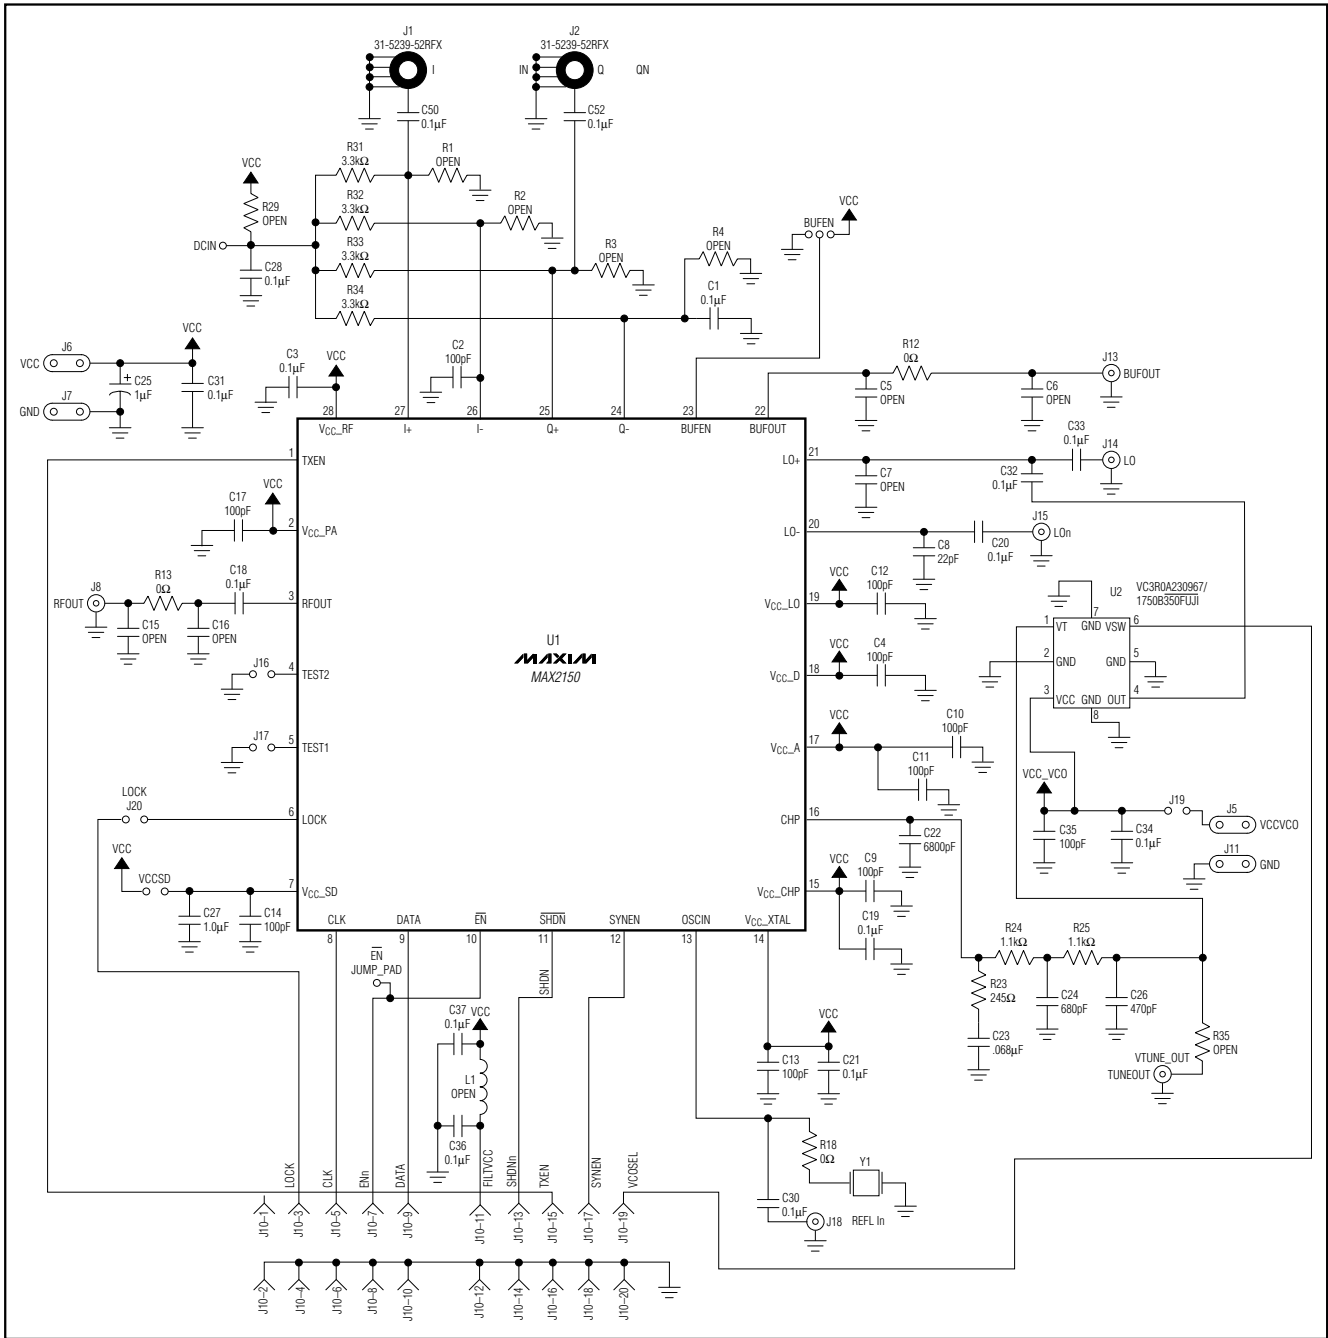 J1
31-5239-52RFX
I
J2
31-5239-52RFX
IN
Q
QN
C50
0.1µF
C52
0.1µF
VCC
R29
OPEN
DCIN
C28
0.1µF
R31
3.3kΩ
R32
3.3kΩ
R33
3.3kΩ
R34
3.3kΩ
R1
OPEN
R2
OPEN
R3
OPEN
R4
OPEN
C1
0.1µF
BUFEN
VCC
J6
VCC
J7
GND
+
C25
1µF
VCC
C31
0.1µF
C3
0.1µF
VCC
C2
100pF
R12
0Ω
C5
OPEN
C6
OPEN
J13
BUFOUT
28
27
26
25
24
23
22
VCC_RF
I+
I-
Q+
Q-
BUFEN
BUFOUT
1
TXEN
C17
100pF
VCC
2
VCC_PA
J8
RFOUT
R13
0Ω
C18
0.1µF
C15
OPEN
C16
OPEN
3
RFOUT
J16
4
TEST2
J17
5
TEST1
LOCK
J20
6
LOCK
VCC
VCCSD
C27
1.0µF
C14
100pF
7
VCC_SD
U1
MAXIM
MAX2150
21
LO+
C7
OPEN
C32
0.1µF
C33
0.1µF
J14
LO
20
LO-
C8
22pF
C20
0.1µF
J15
LOn
19
VCC_LO
VCC
C12
100pF
18
VCC_D
VCC
C4
100pF
17
VCC_A
VCC
C10
100pF
C11
100pF
16
CHP
C22
6800pF
15
VCC_CHP
VCC
C9
100pF
C19
0.1µF
U2
VC3R0A230967/
1750B350FUJI
1
VT
7
GND
VSW
6
2
GND
GND
5
3
VCC
GND
OUT
4
8
VCC_VCO
C35
100pF
C34
0.1µF
J19
J5
VCCVCO
J11
GND
CLK
DATA
EN
SHDN
SYNEN
OSCIN
VCC_XTAL
8
9
10
11
12
13
14
EN
JUMP_PAD
SHDN
C37
0.1µF
VCC
L1
OPEN
C36
0.1µF
R24
1.1kΩ
R25
1.1kΩ
R23
245Ω
C24
680pF
C26
470pF
C23
.068µF
R35
OPEN
VTUNE_OUT
TUNEOUT
VCC
C13
100pF
C21
0.1µF
R18
0Ω
Y1
C30
0.1µF
J18
REFL In
LOCK
CLK
ENn
DATA
FILTVCC
SHDNn
TXEN
SYNEN
VCOSEL
J10-1
J10-3
J10-5
J10-7
J10-9
J10-11
J10-13
J10-15
J10-17
J10-19
J10-2
J10-4
J10-6
J10-8
J10-10
J10-12
J10-14
J10-16
J10-18
J10-20